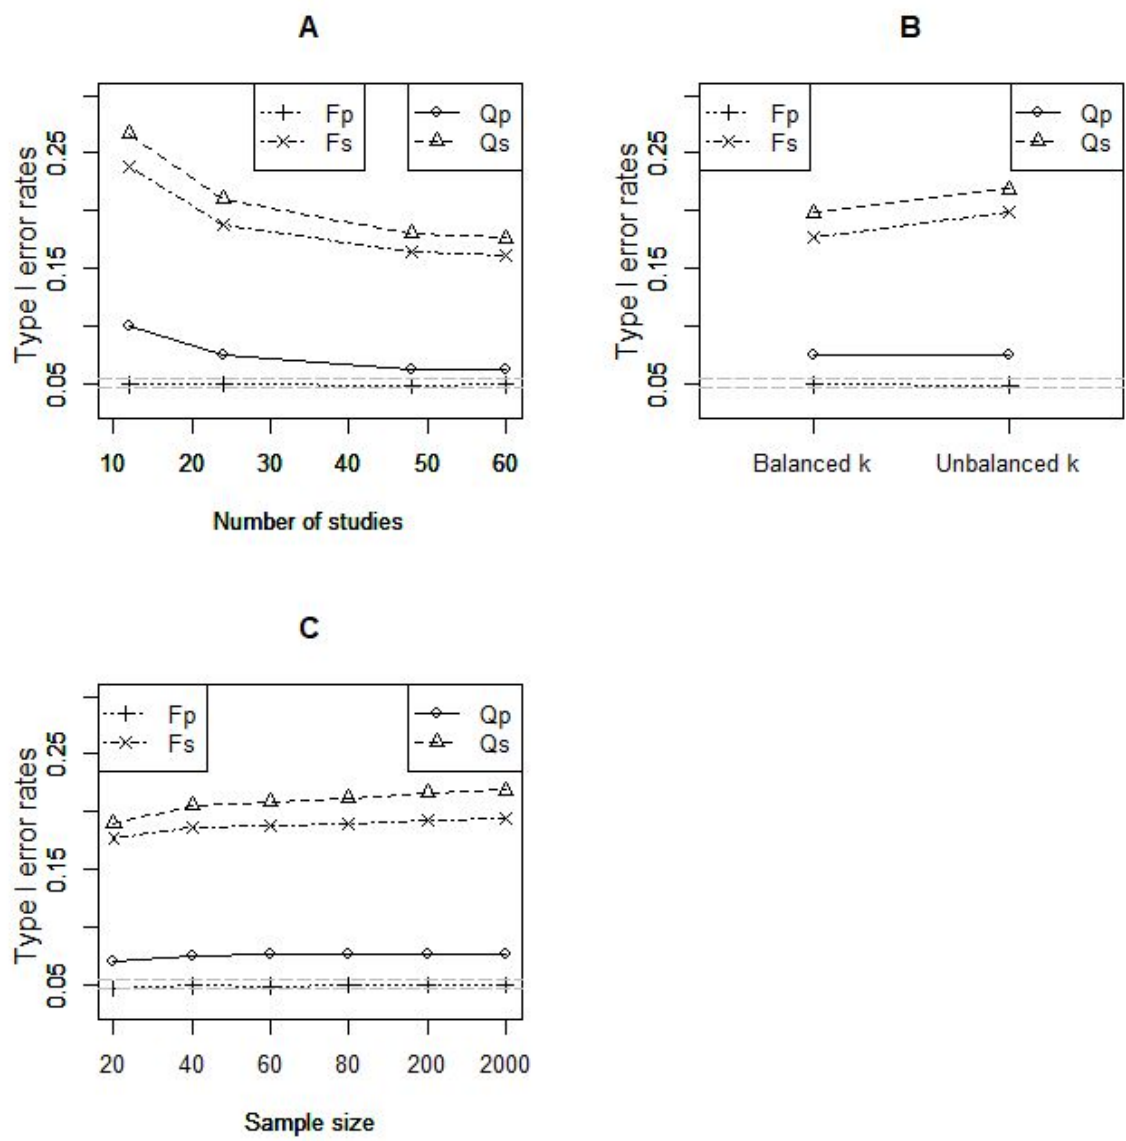 A
Type I error rates
0.05 0.15 0.25
Fp
Fs
Qp
Qs
10 20 30 40 50 60
Number of studies
B
Type I error rates
0.05 0.15 0.25
Fp
Fs
Qp
Qs
Balanced k Unbalanced k
C
Type I error rates
0.05 0.15 0.25
Fp
Fs
Qp
Qs
20 40 60 80 200 2000
Sample size